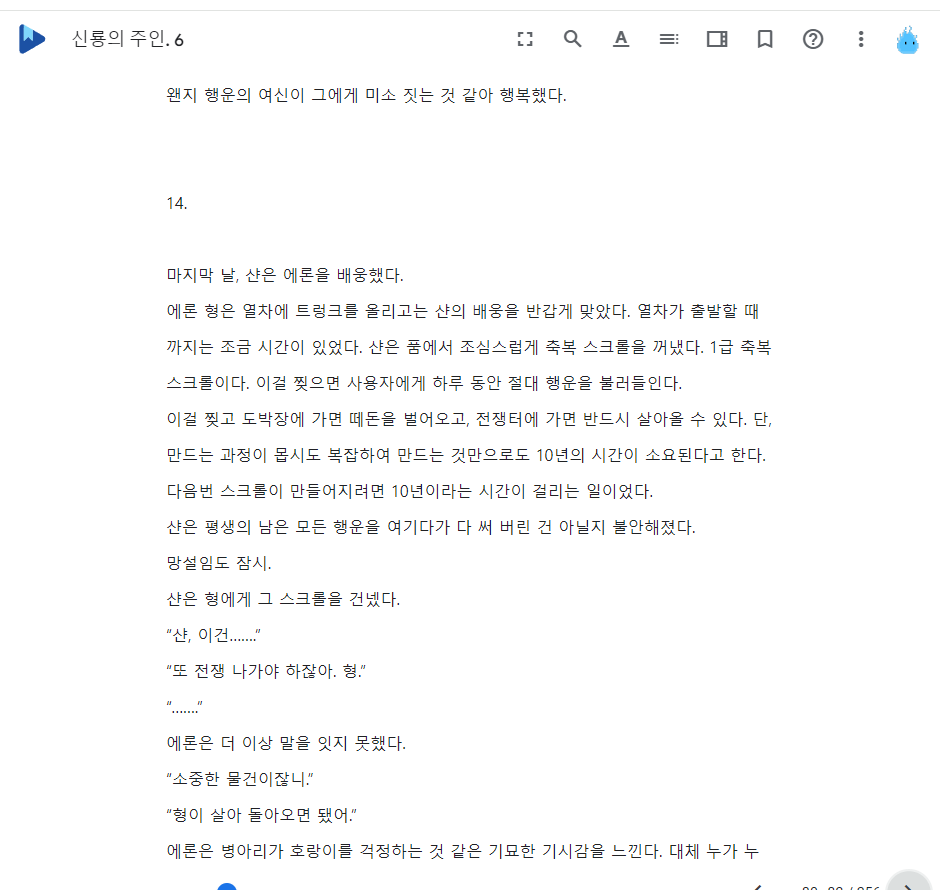 신룡의 주인. 6
왠지 행운의 여신이 그에게 미소 짓는 것 같아 행복했다.
14.
마지막 날, 샨은 에론을 배웅했다.
에론 형은 열차에 트렁크를 올리고는 샨의 배웅을 반갑게 맞았다. 열차가 출발할 때
까지는 조금 시간이 있었다. 샨은 품에서 조심스럽게 축복 스크롤을 꺼냈다. 1급 축복
스크롤이다. 이걸 찢으면 사용자에게 하루 동안 절대 행운을 불러들인다.
이걸 찢고 도박장에 가면 떼돈을 벌어오고, 전쟁터에 가면 반드시 살아올 수 있다. 단,
만드는 과정이 몹시도 복잡하여 만드는 것만으로도 10년의 시간이 소요된다고 한다.
다음번 스크롤이 만들어지려면 10년이라는 시간이 걸리는 일이었다.
샨은 평생의 남은 모든 행운을 여기다가 다 써 버린 건 아닐지 불안해졌다.
망설임도 잠시.
샨은 형에게 그 스크롤을 건넸다.
“샨, 이건…….”
“또 전쟁 나가야 하잖아. 형.”
“…….”
에론은 더 이상 말을 잇지 못했다.
“소중한 물건이잖니.”
“형이 살아 돌아오면 됐어.”
에론은 병아리가 호랑이를 걱정하는 것 같은 기묘한 기시감을 느낀다. 대체 누가 누